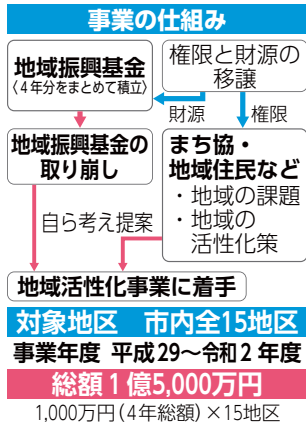 事業の仕組み
地域振興基金
〈4年分をまとめて積立〉
権限と財源の
移譲
財源
権限
地域振興基金の
取り崩し
まち協・
地域住民など
・地域の課題
・地域の
活性化策
自ら考え提案
地域活性化事業に着手
対象地区 市内全15地区
事業年度 平成29～令和2年度
総額1億5,000万円
1,000万円(4年総額)×15地区